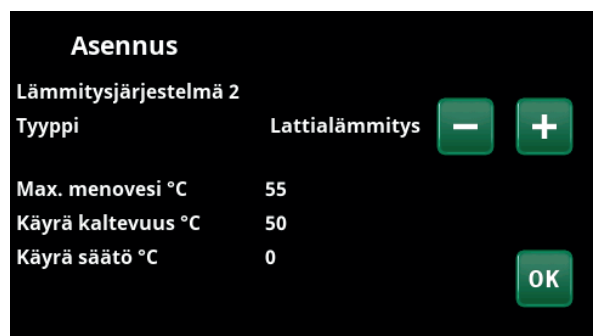 Asennus
Lämmitysjärjestelmä 2
Tyyppi Lattialämmitys − +
Max. menovesi °C 55
Käyrä kaltevuus °C 50
Käyrä säätö °C 0
OK